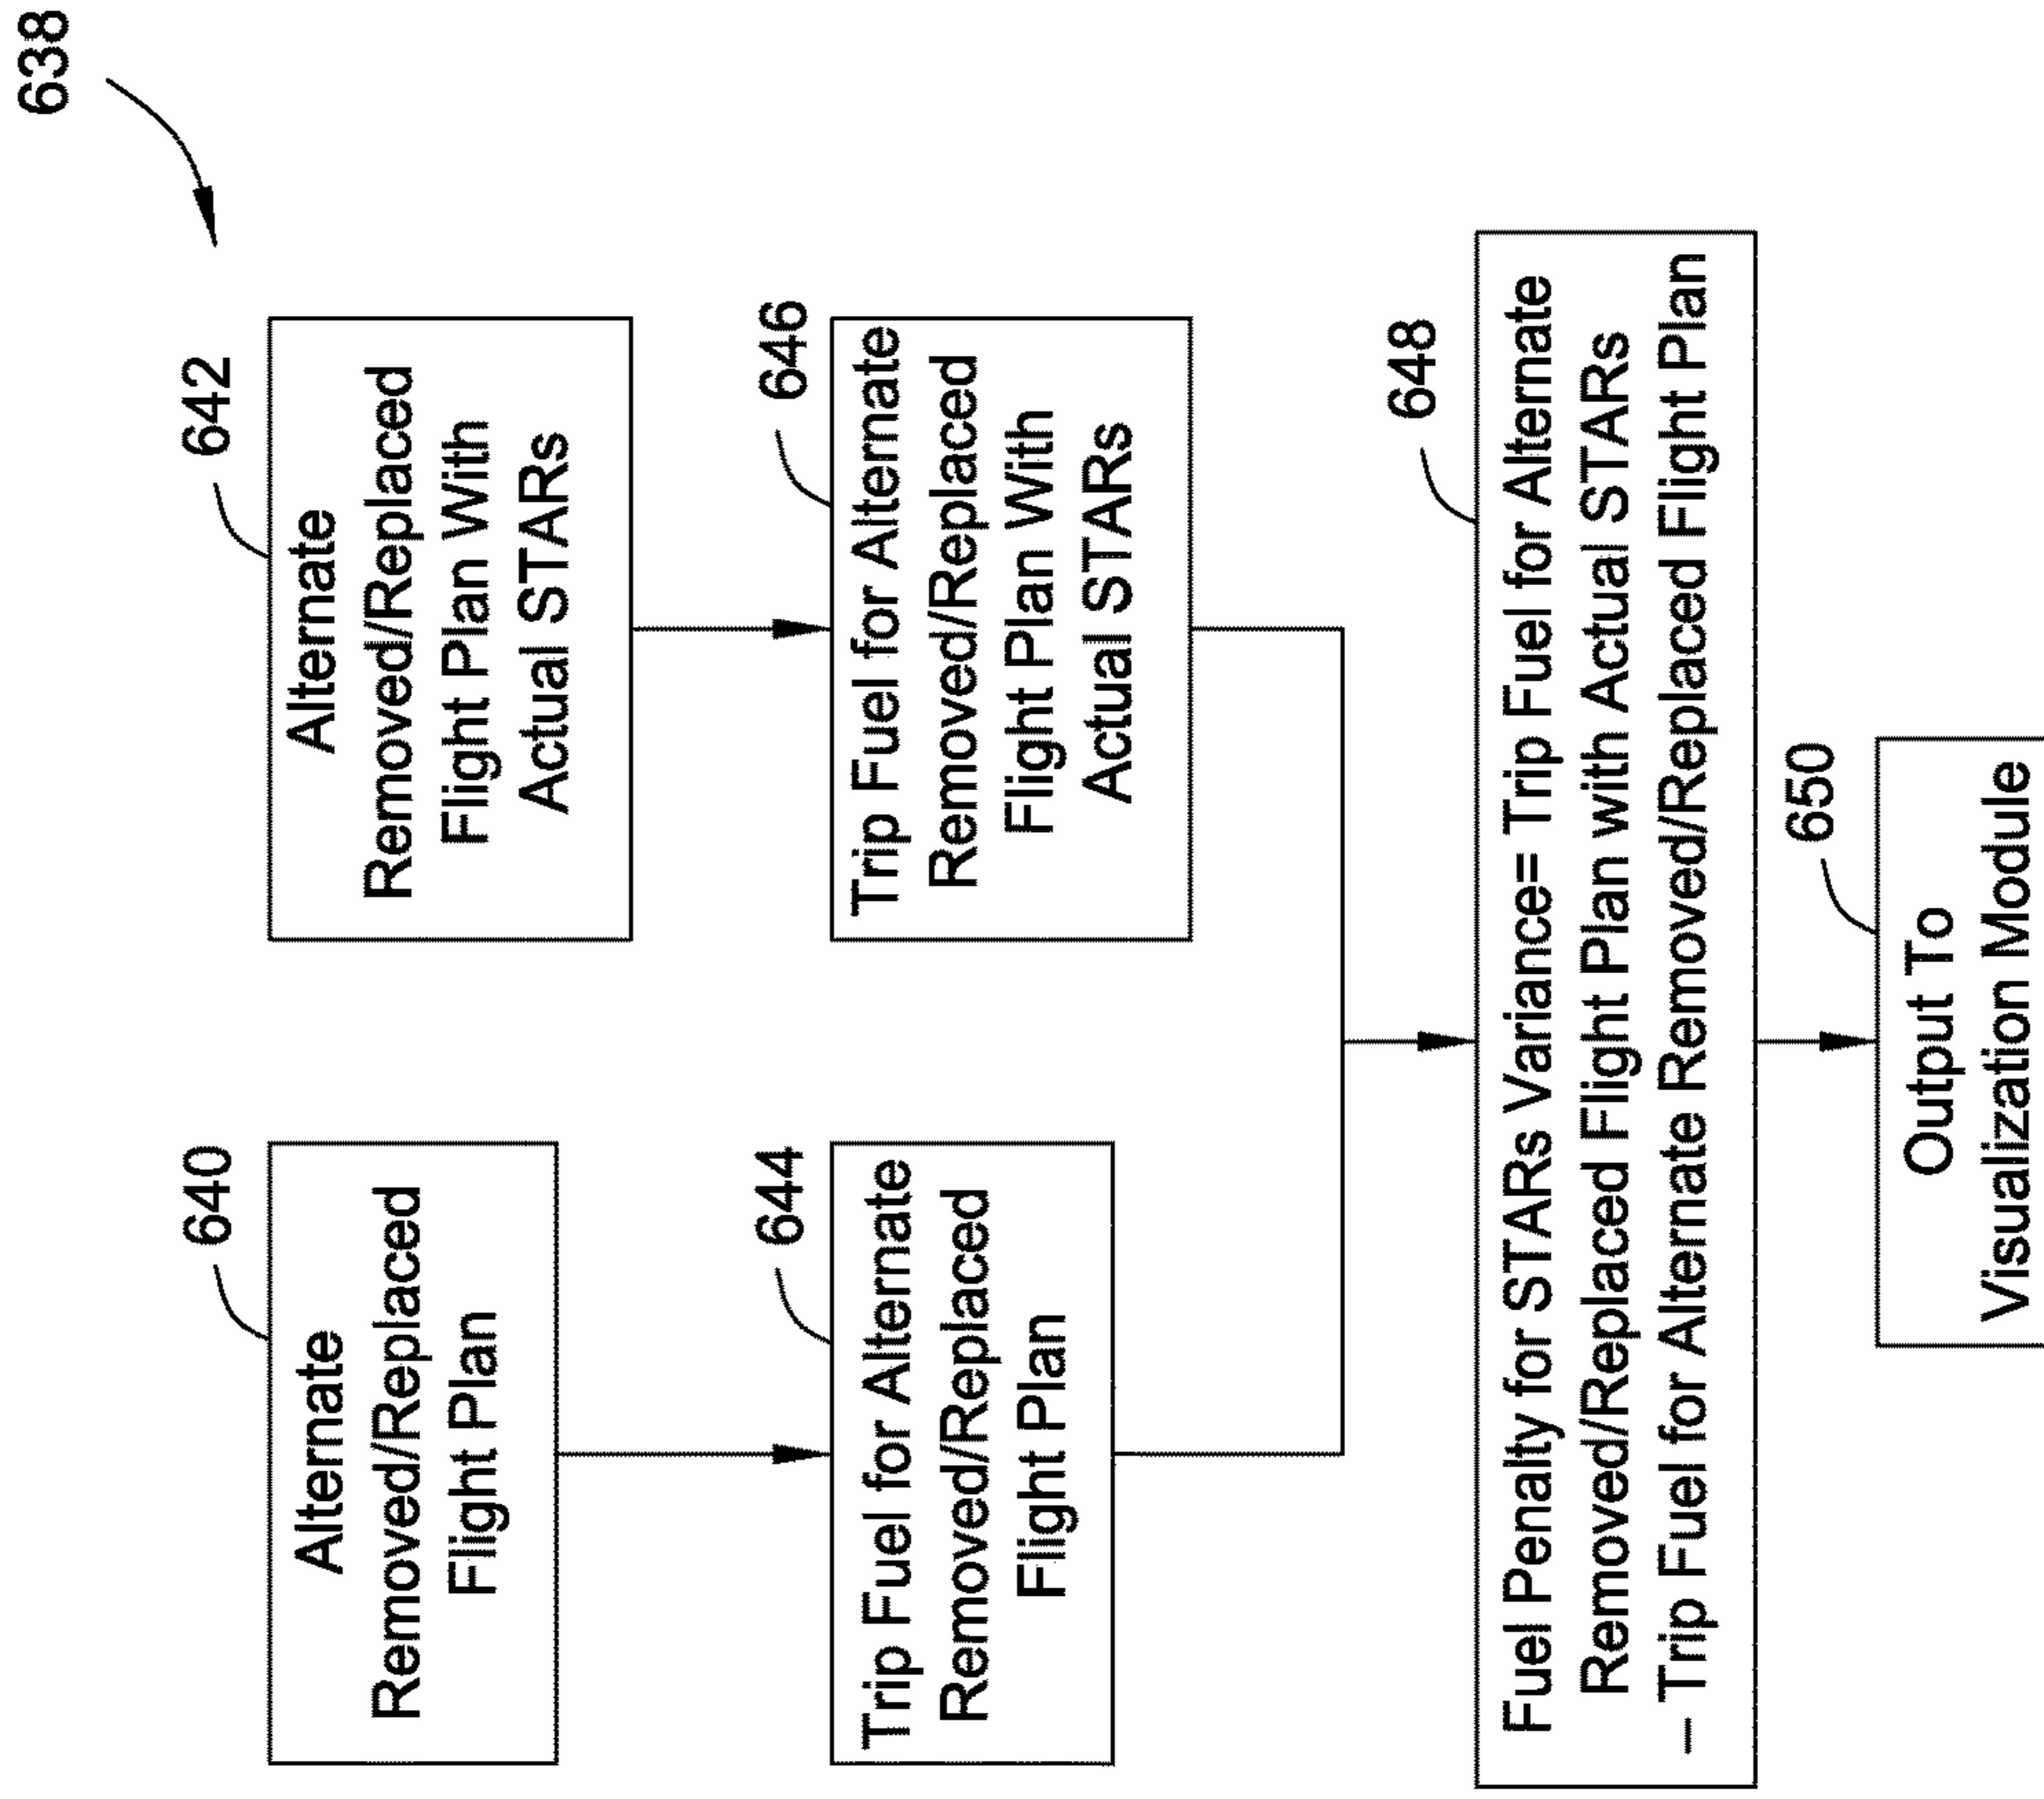 638
640
Alternate
Removed/Replaced
Flight Plan
642
Alternate
Removed/Replaced
Flight Plan With
Actual STARs
644
Trip Fuel for Alternate
Removed/Replaced
Flight Plan
646
Trip Fuel for Alternate
Removed/Replaced
Flight Plan With
Actual STARs
648
Fuel Penalty for STARs Variance= Trip Fuel for Alternate
Removed/Replaced Flight Plan with Actual STARs
– Trip Fuel for Alternate Removed/Replaced Flight Plan
650
Output To
Visualization Module